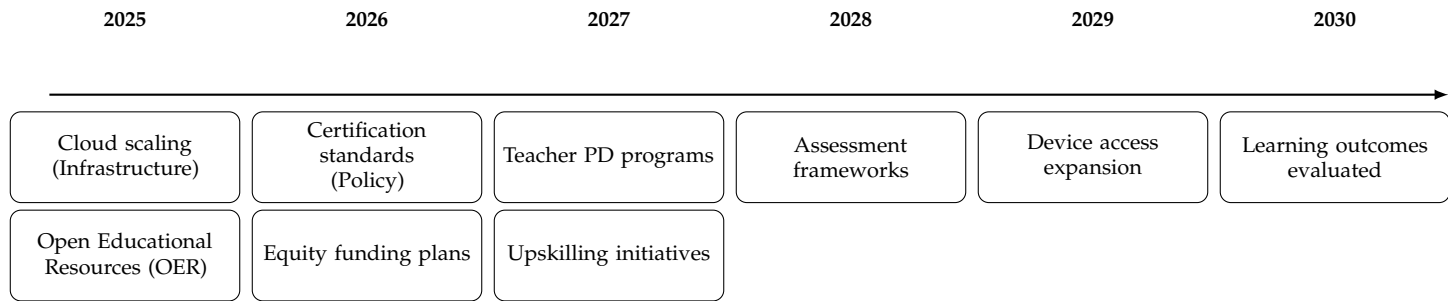 2025 2026 2027 2028 2029 2030
Cloud scaling
(Infrastructure)
Certification
standards
(Policy)
Teacher PD programs
Assessment
frameworks
Device access
expansion
Learning outcomes
evaluated
Open Educational
Resources (OER)
Equity funding plans
Upskilling initiatives